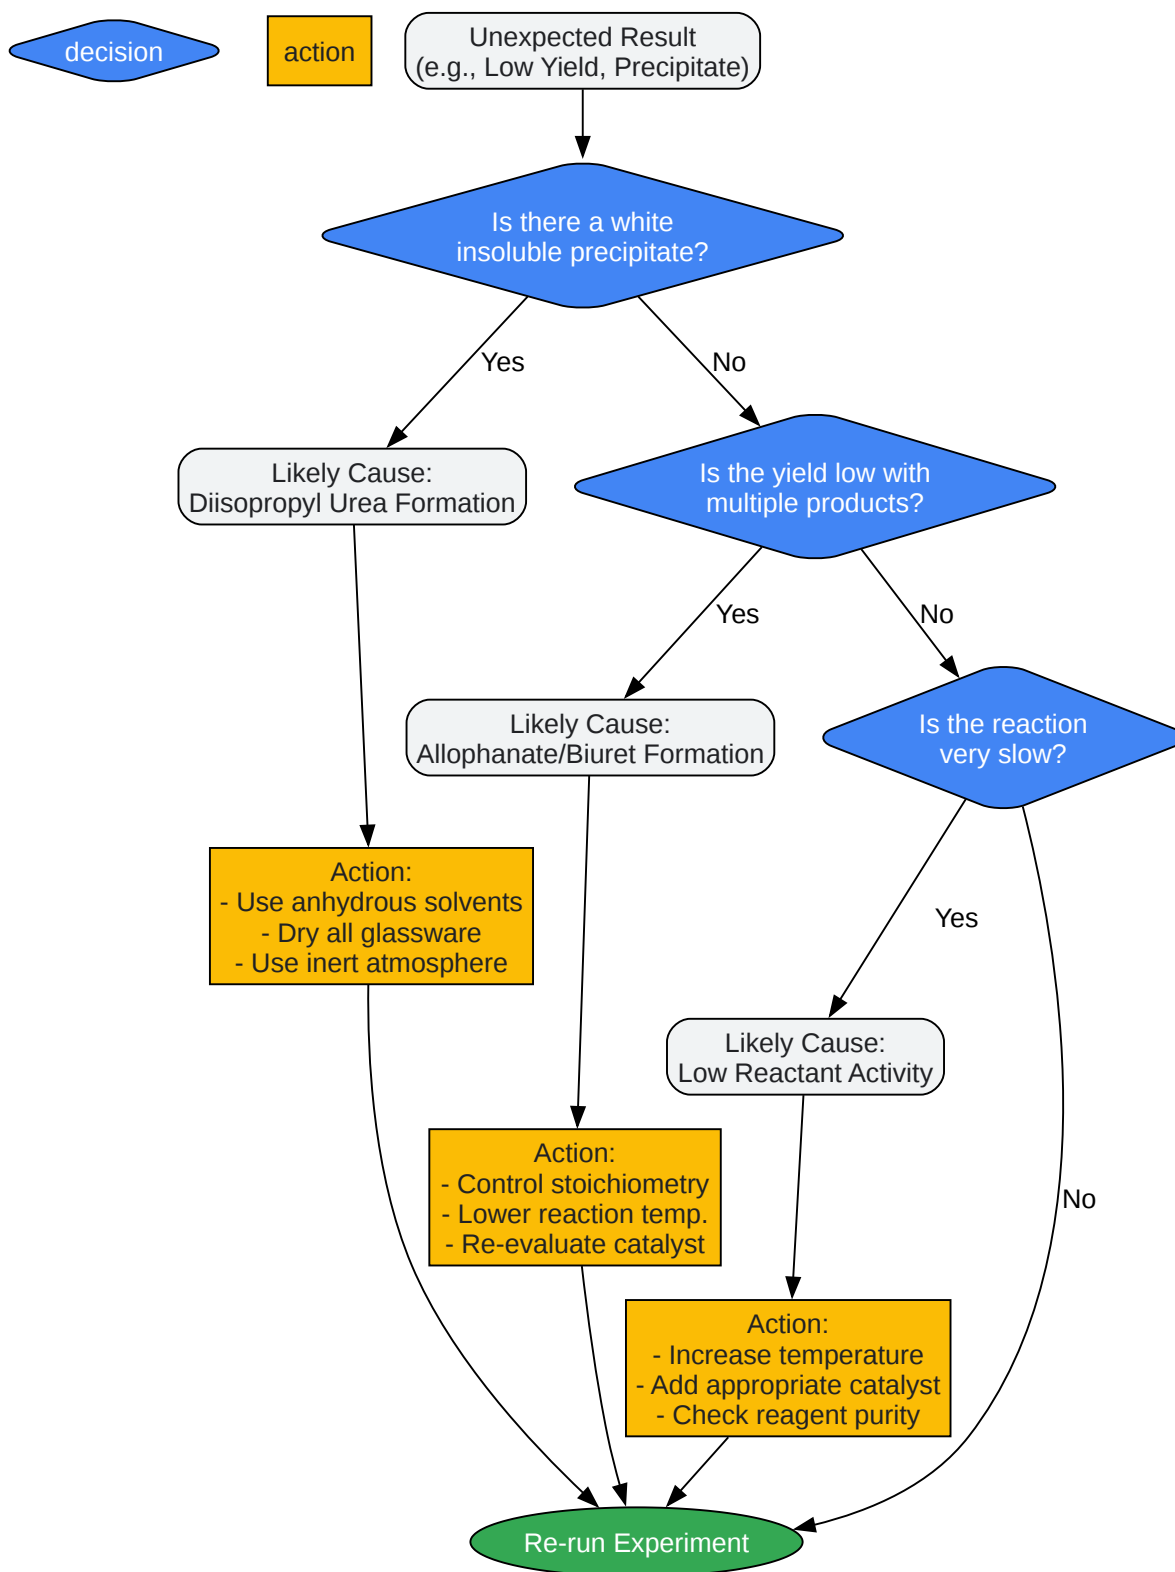 decision
action
Unexpected Result
(e.g., Low Yield, Precipitate)
Is there a white
insoluble precipitate?
Yes
No
Likely Cause:
Diisopropyl Urea Formation
Is the yield low with
multiple products?
Yes
No
Likely Cause:
Allophanate/Biuret Formation
Is the reaction
very slow?
Action:
- Use anhydrous solvents
- Dry all glassware
- Use inert atmosphere
Yes
Likely Cause:
Low Reactant Activity
Action:
- Control stoichiometry
- Lower reaction temp.
- Re-evaluate catalyst
No
Action:
- Increase temperature
- Add appropriate catalyst
- Check reagent purity
Re-run Experiment